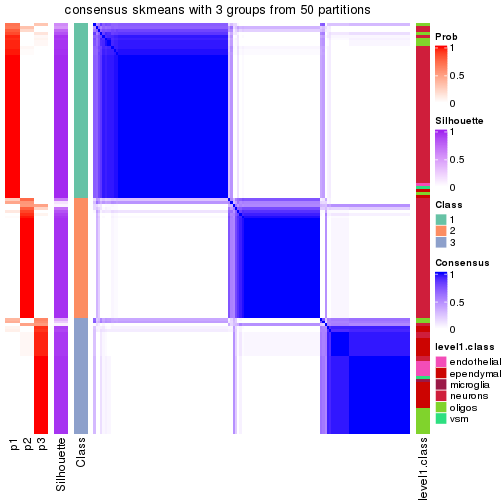 consensus skmeans with 3 groups from 50 partitions
Prob
1
0.5
0
Silhouette
1
0.5
0
Class
1
2
3
Consensus
1
0.5
0
level1.class
endothelial
ependymal
microglia
neurons
oligos
vsm
p1
p2
p3
Silhouette
Class
level1.class